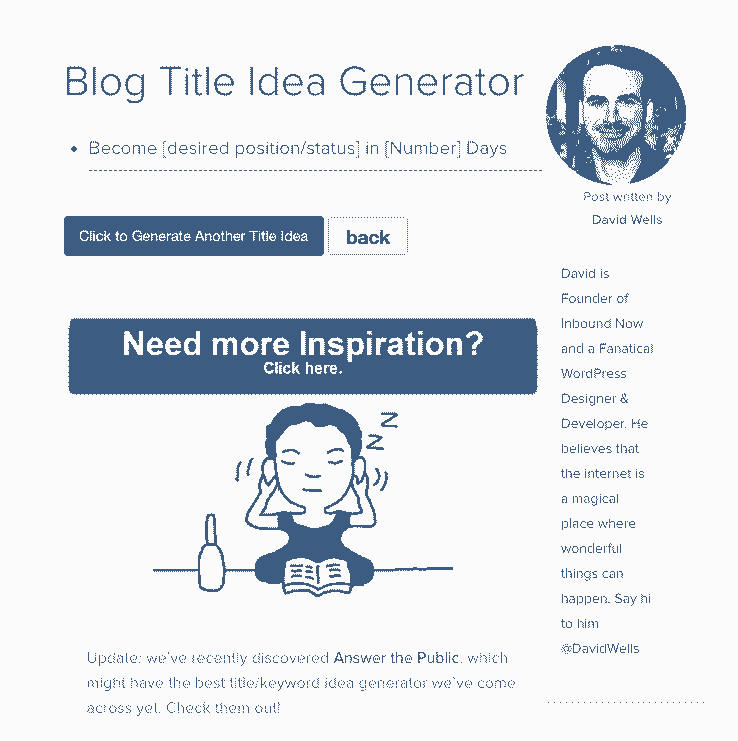 Blog Title Idea Generator
Become [desired position/status] in [Number] Days
Click to Generate Another Title Idea
back
Need more Inspiration?
Click here.
Z
Z
Update: we've recently discovered Answer the Public, which
might have the best title/keyword idea generator we've come
across yet. Check them out!
Post written by
David Wells
David is
Founder of
Inbound Now
and a Fanatical
WordPress
Designer &
Developer. He
believes that
the internet is
a magical
place where
wonderful
things can
happen. Say hi
to him
@DavidWells